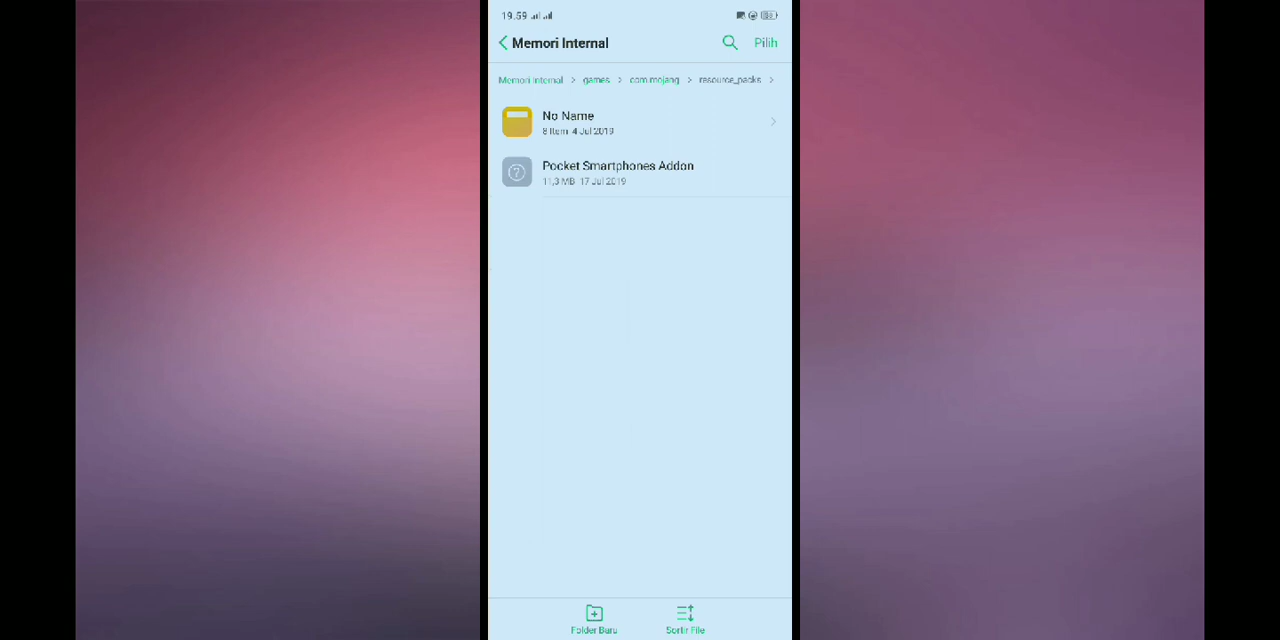 19.59
Memori Internal
Pilih
Memori Internal > games > com.mojang > resource_packs >
No Name
8 Item 4 Jul 2019
Pocket Smartphones Addon
11,3 MB 17 Jul 2019
Folder Baru
Sortir File